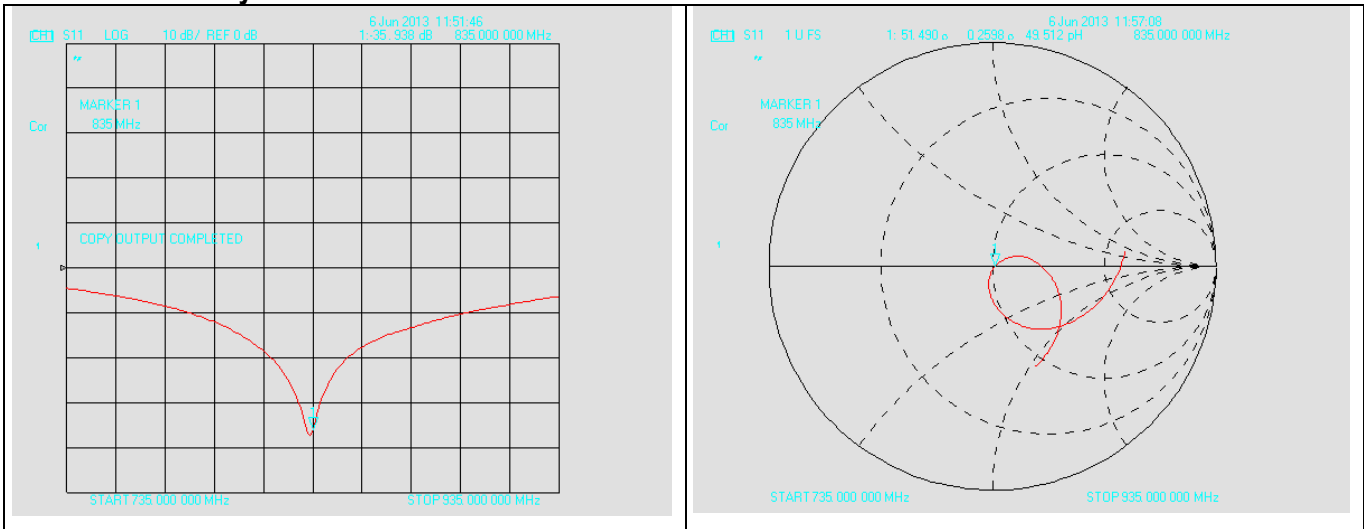 6 Jun 2013 11:51:46
CH1 S11 LOG 10 dB/ REF 0 dB 1:-35.938 dB 835.000 000 MHz
MARKER 1
835 MHz
Cor
COPY OUTPUT COMPLETED
1
1
START 735.000 000 MHz STOP 935.000 000 MHz
6 Jun 2013 11:57:08
CH1 S11 1 U FS 1: 51.490 o 0.2598 o 49.512 pH 835.000 000 MHz
MARKER 1
835 MHz
Cor
1
1
START 735.000 000 MHz STOP 935.000 000 MHz